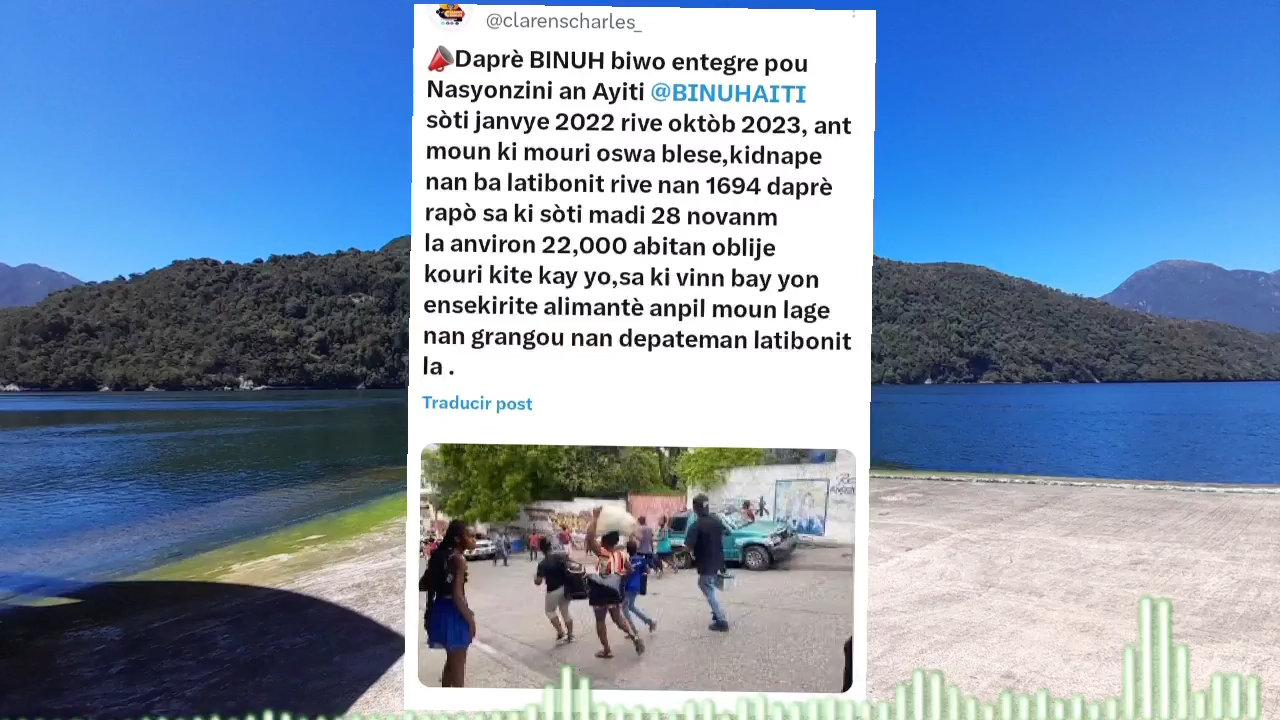 @clarenscharles_
📣Daprè BINUH biwo entegre pou
Nasyonzini an Ayiti @BINUHAITI
sòti janvye 2022 rive oktòb 2023, ant
moun ki mouri oswa blese,kidnape
nan ba latibonit rive nan 1694 daprè
rapò sa ki sòti madi 28 novanm
la anviron 22,000 abitan oblije
kouri kite kay yo,sa ki vinn bay yon
ensekirite alimantè anpil moun lage
nan grangou nan depateman latibonit
la .
Traducir post